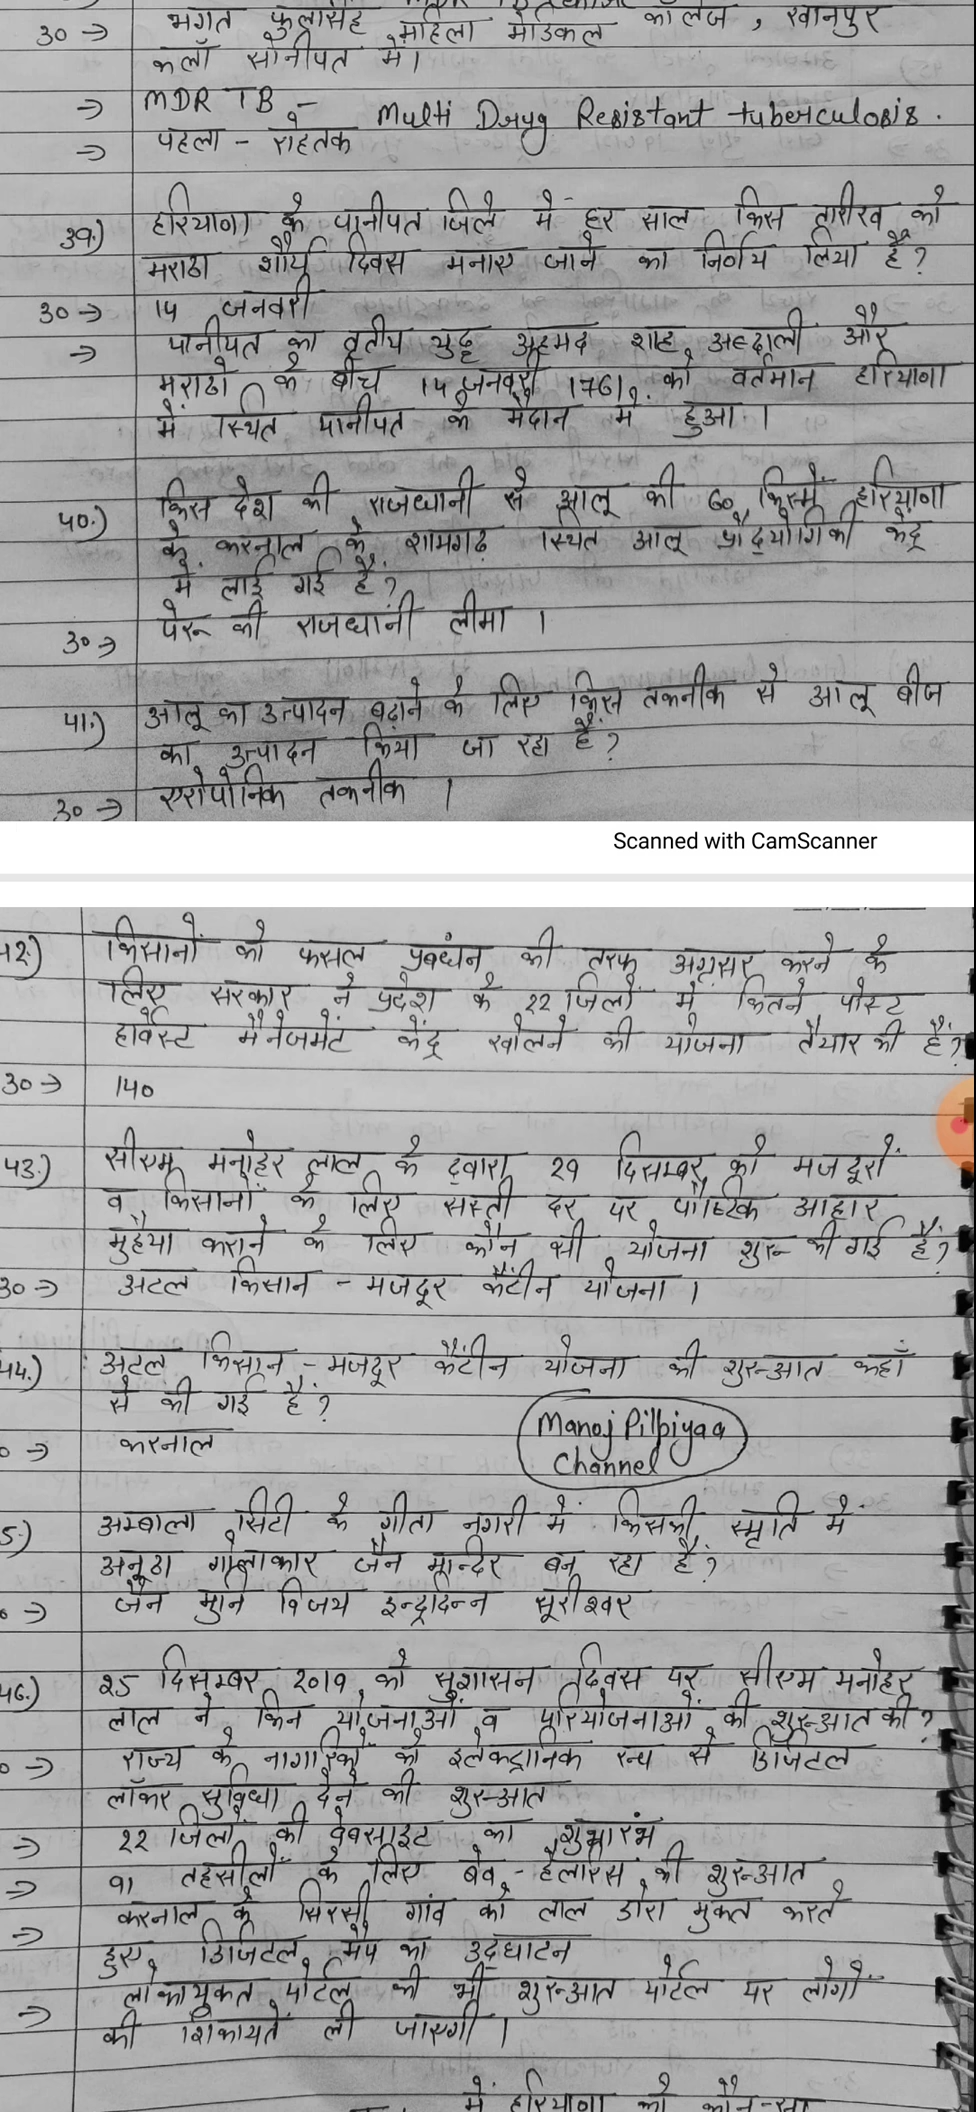 30 → भगत फुलसिंह महिला मेडिकल कॉलेज, खानपुर
कलाँ सोनीपत में।
⇒ MDR TB - Multi Drug Resistant tuberculosis.
⇒ पहला - रोहतक
39.) हरियाणा के पानीपत जिले में हर साल किस तारीख को
मराठा शौर्य दिवस मनाए जाने का निर्णय लिया है?
30 → 14 जनवरी
⇒ पानीपत का तृतीय युद्ध अहमद शाह अब्दाली और
मराठो के बीच 14 जनवरी 1761 को वर्तमान हरियाणा
में स्थित पानीपत के मैदान में हुआ।
40.) किस देश की राजधानी से आलू की 60 किस्में हरियाणा
के करनाल के शामगढ़ स्थित आलू प्रौद्योगिकी केंद्र
में लाई गई हैं?
30 → पेरू की राजधानी लीमा।
41.) आलू का उत्पादन बढ़ाने के लिए किस तकनीक से आलू बीज
का उत्पादन किया जा रहा है?
30 → एरोपोनिक तकनीक।
Scanned with CamScanner
42.) किसानों को फसल प्रबंधन की तरफ अग्रसर करने के
लिए सरकार ने प्रदेश के 22 जिलों में कितने पोस्ट
हार्वेस्ट मैनेजमेंट केंद्र खोलने की योजना तैयार की है?
30 → 140
43.) सीएम मनोहर लाल के द्वारा 29 दिसम्बर को मजदूरों
व किसानों के लिए सस्ती दर पर पौष्टिक आहार
मुहैया कराने के लिए कौन सी योजना शुरू की गई है?
30 → अटल किसान - मजदूर कैंटीन योजना।
44.) अटल किसान - मजदूर कैंटीन योजना की शुरूआत कहाँ
से की गई है?
0 → करनाल
Manoj Pilpiyaa
Channel
5.) अम्बाला सिटी के गीता नगरी में किसकी स्मृति में
अनूठा गोलाकार जैन मन्दिर बन रहा है?
0 → जैन मुनि विजय इन्द्रदिन्न सूरीश्वर
46.) 25 दिसम्बर 2019 को सुशासन दिवस पर सीएम मनोहर
लाल ने किन योजनाओं व परियोजनाओं की शुरूआत की?
0 → राज्य के नागरिकों को इलेक्ट्रानिक रूप से डिजिटल
लॉकर सुविधा देने की शुरूआत
⇒ 22 जिलों की वेबसाइट का शुभारंभ
⇒ 91 तहसीलों के लिए वेब - हैलरिस की शुरूआत
⇒ करनाल के सिरसी गांव को लाल डोरा मुक्त करते
हुए डिजिटल मैप का उद्घाटन
⇒ लोकायुक्त पोर्टल की भी शुरूआत पोर्टल पर लोगों
की शिकायतें ली जाएगी।
में हरियाणा को कौन-सा